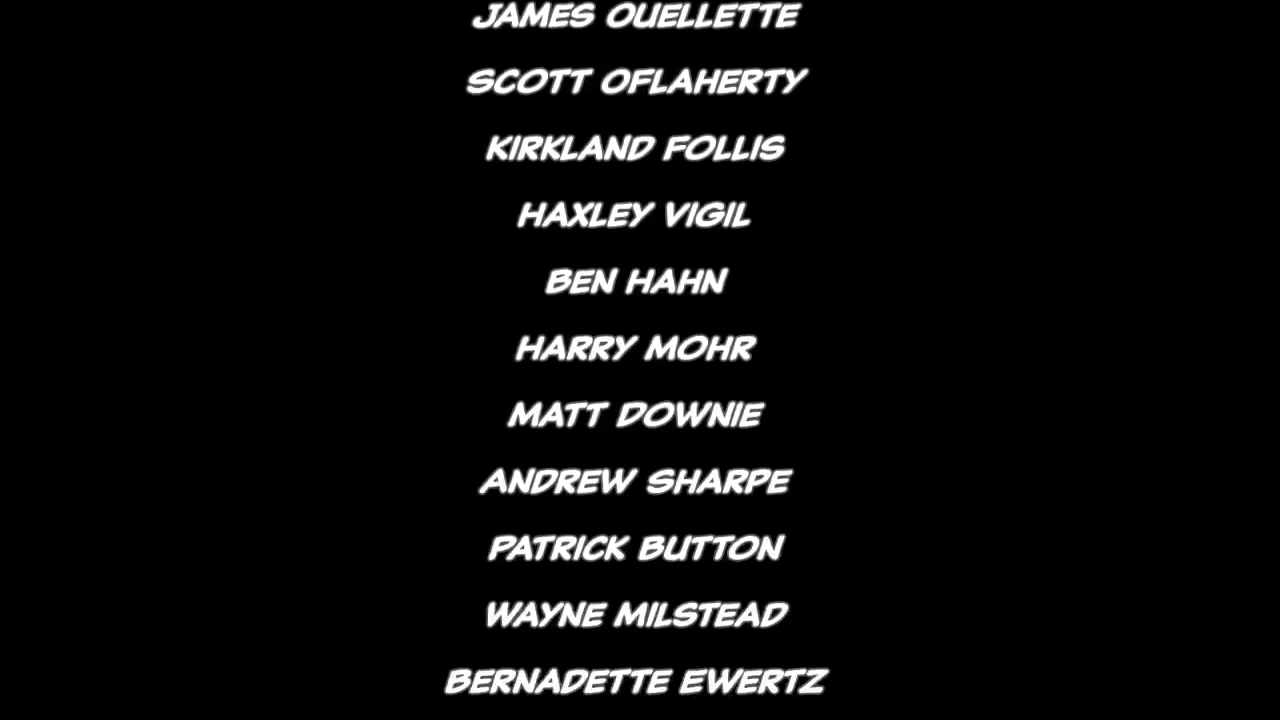 JAMES OUELLETTE
SCOTT OFLAHERTY
KIRKLAND FOLLIS
HAXLEY VIGIL
BEN HAHN
HARRY MOHR
MATT DOWNIE
ANDREW SHARPE
PATRICK BUTTON
WAYNE MILSTEAD
BERNADETTE EWERTZ